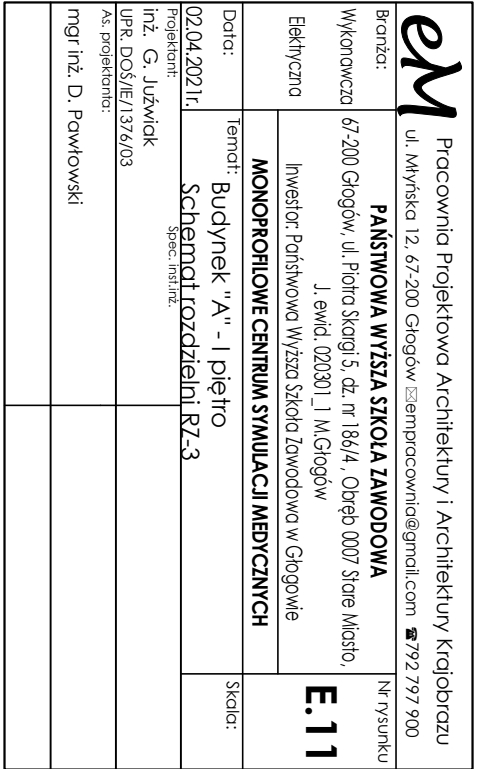 eM
Pracownia Projektowa Architektury i Architektury Krajobrazu
ul. Młyńska 12, 67-200 Głogów ✉empracownia@gmail.com ☎792 797 900
Branża:
Wykonawcza
Elektryczna
PAŃSTWOWA WYŻSZA SZKOŁA ZAWODOWA
67-200 Głogów, ul. Piotra Skargi 5, dz. nr 186/4 , Obręb 0007 Stare Miasto,
J. ewid. 020301_1 M.Głogów
Inwestor: Państwowa Wyższa Szkoła Zawodowa w Głogowie
MONOPROFILOWE CENTRUM SYMULACJI MEDYCZNYCH
Nr rysunku
E.11
Data:
02.04.2021r.
Temat:
Budynek "A" - I piętro
Schemat rozdzielni RZ-3
Skala:
Projektant:
inż. G. Juźwiak
UPR. DOŚ/IE/1376/03
Spec. inst.inż.
As. projektanta:
mgr inż. D. Pawłowski